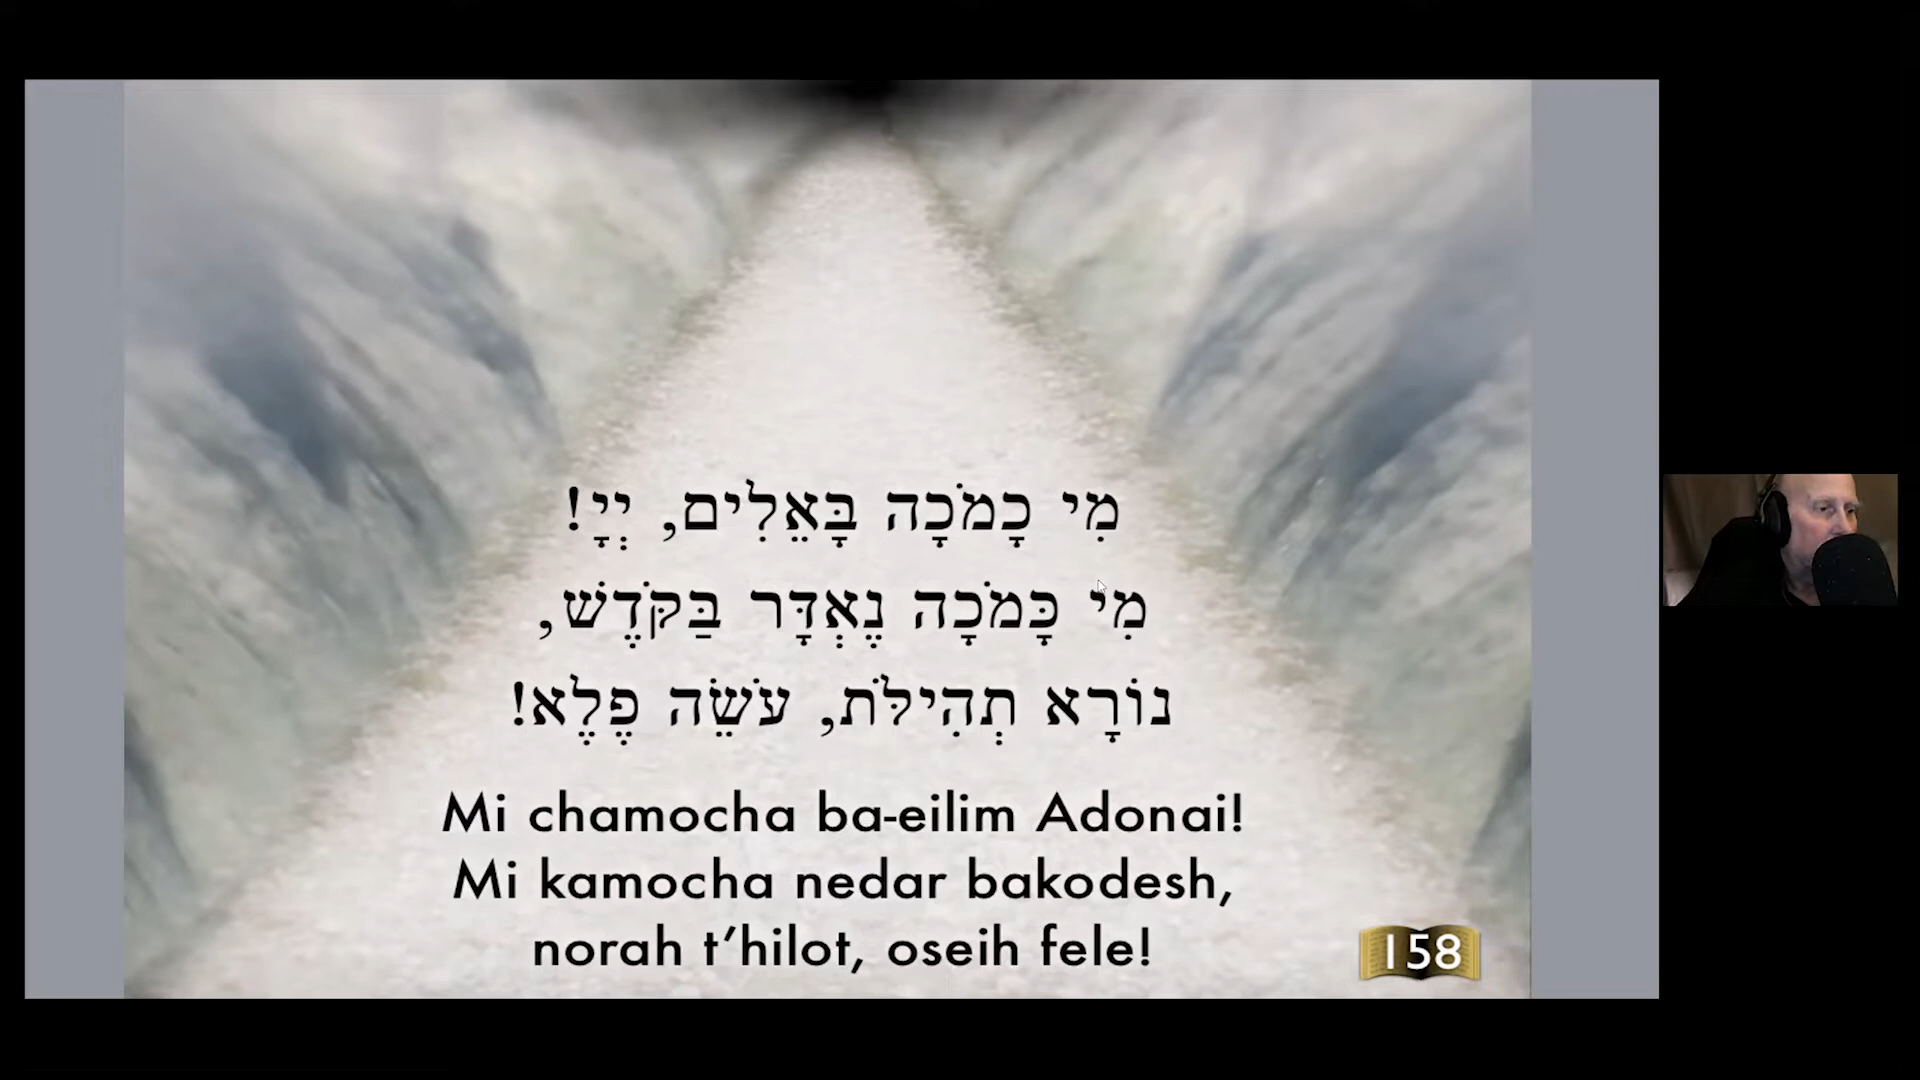 מִי כָמֹכָה בָּאֵלִים, יְיָ!
מִי כָּמֹכָה נֶאְדָּר בַּקֹּדֶשׁ,
נוֹרָא תְהִילֹּת, עֹשֵׂה פֶלֶא!
Mi chamocha ba-eilim Adonai!
Mi kamocha nedar bakodesh,
norah t’hilot, oseih fele!
158